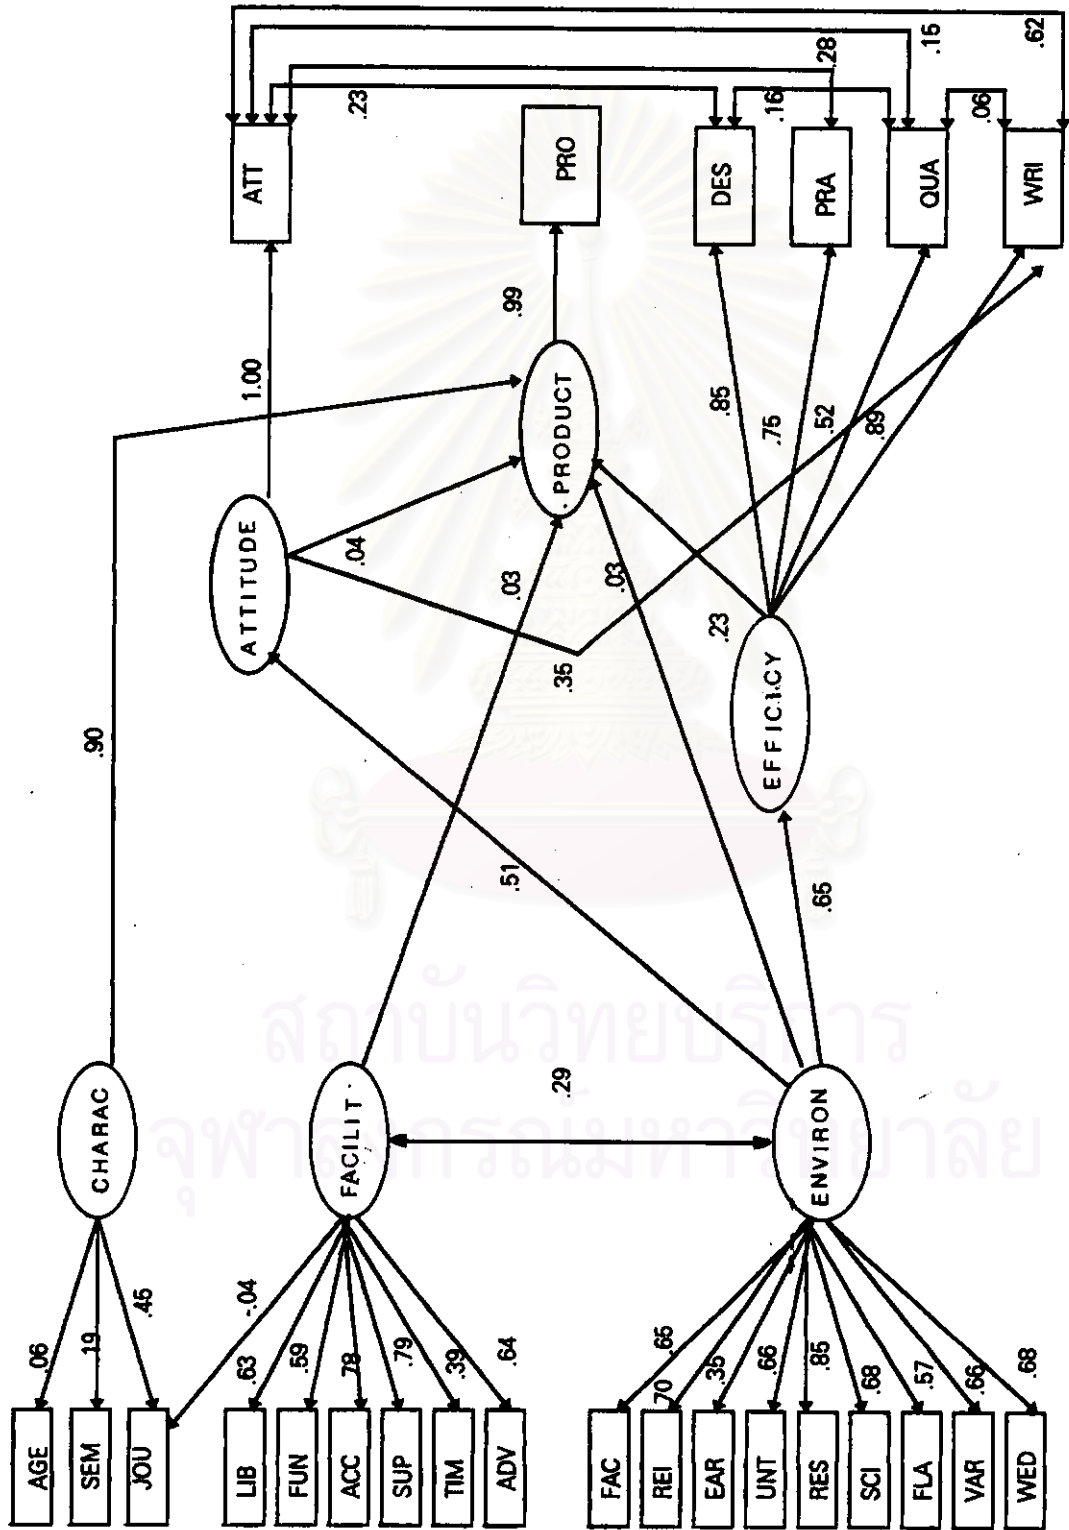 AGE
SEM
JOU
LIB
FUN
ACC
SUP
TIM
ADV
FAC
REI
EAR
UNT
RES
SCI
FLA
VAR
WED
.06
.19
.45
-.04
.63
.59
.78
.79
.39
.64
.65
.70
.35
.66
.85
.68
.57
.66
.68
CHARAC
FACILIT
ENVIRON
.29
.90
.51
.65
ATTITUDE
EFFICICY
.04
.03
.35
.03
.23
PRODUCT
1.00
.99
.85
.75
.52
.89
ATT
PRO
DES
PRA
QUA
WRI
.23
.16
.28
.06
.15
.62
สถาบันวิทยบริการ
จุฬาลงกรณ์มหาวิทยาลัย